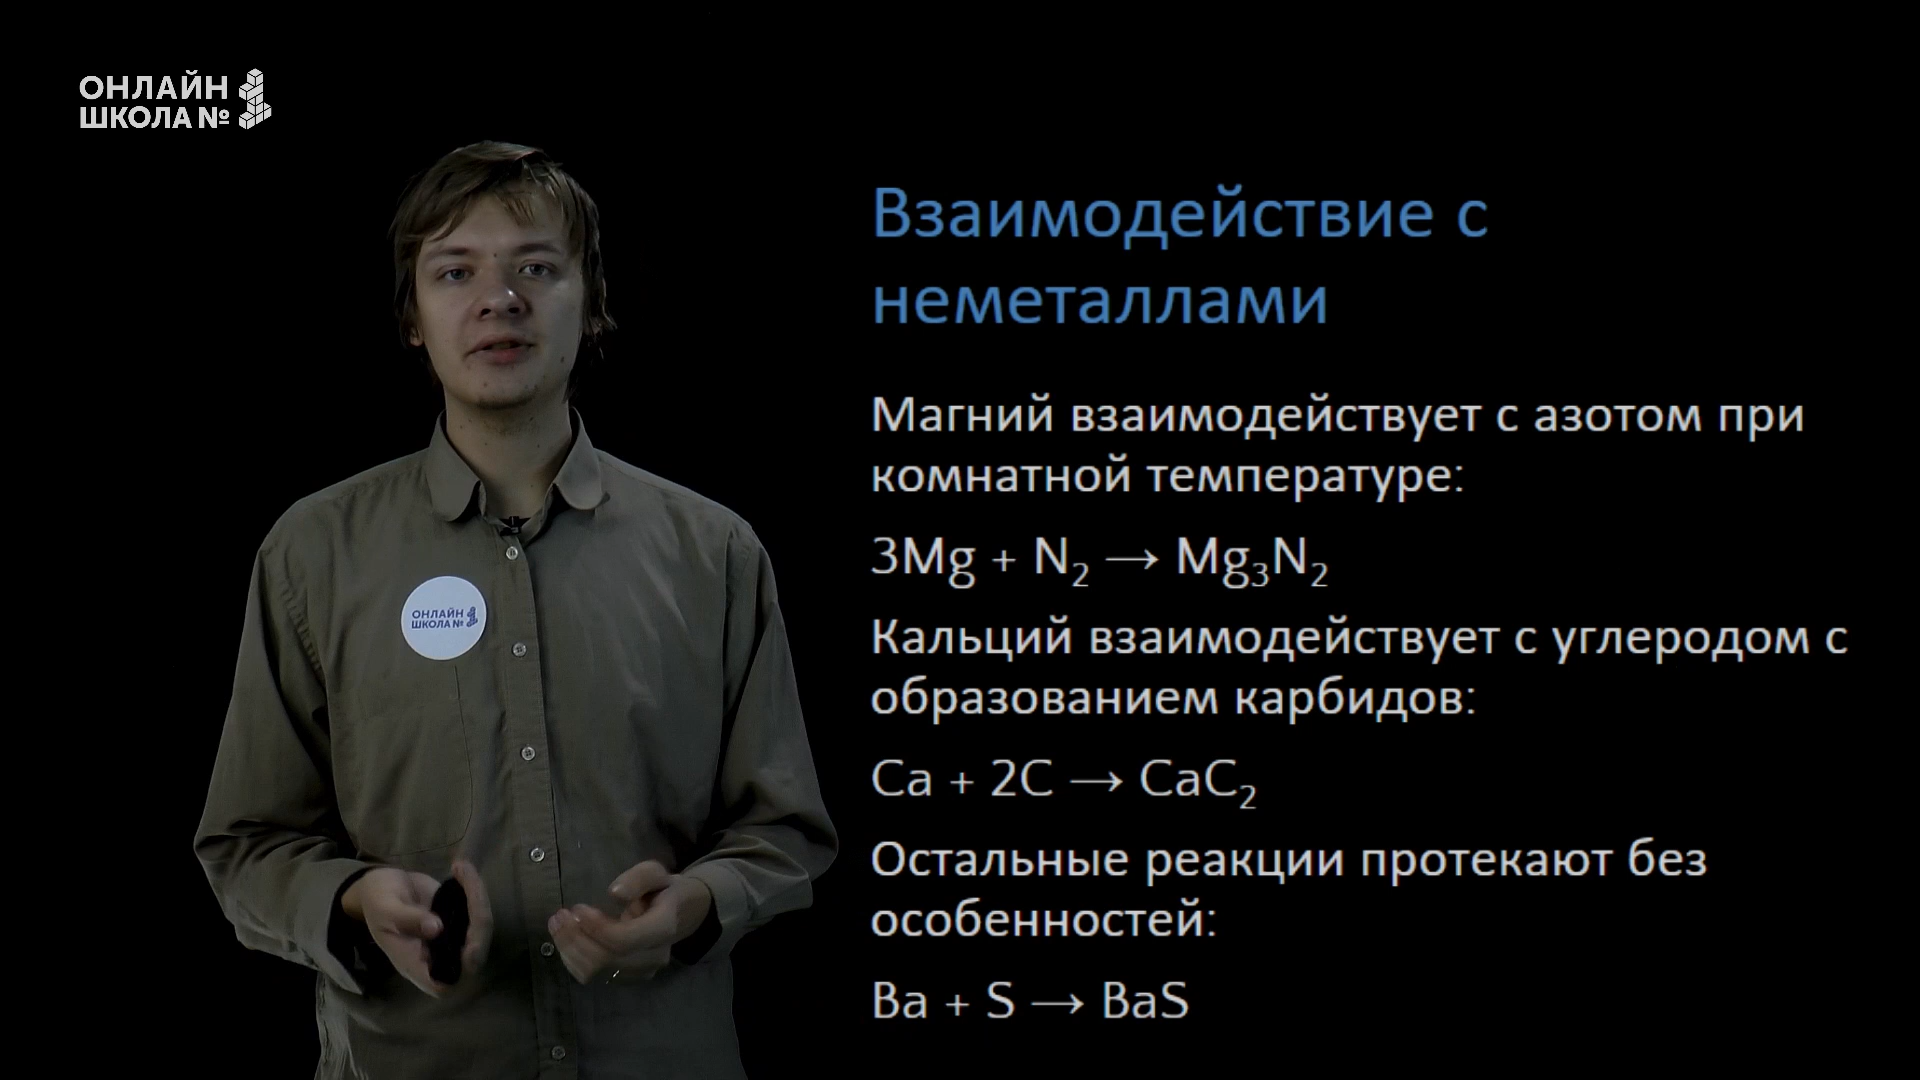 ОНЛАЙН
ШКОЛА №
Взаимодействие с
неметаллами
Магний взаимодействует с азотом при
комнатной температуре:
3Mg + N₂ → Mg₃N₂
Кальций взаимодействует с углеродом с
образованием карбидов:
Ca + 2C → CaC₂
Остальные реакции протекают без
особенностей:
Ba + S → BaS
ОНЛАЙН
ШКОЛА №